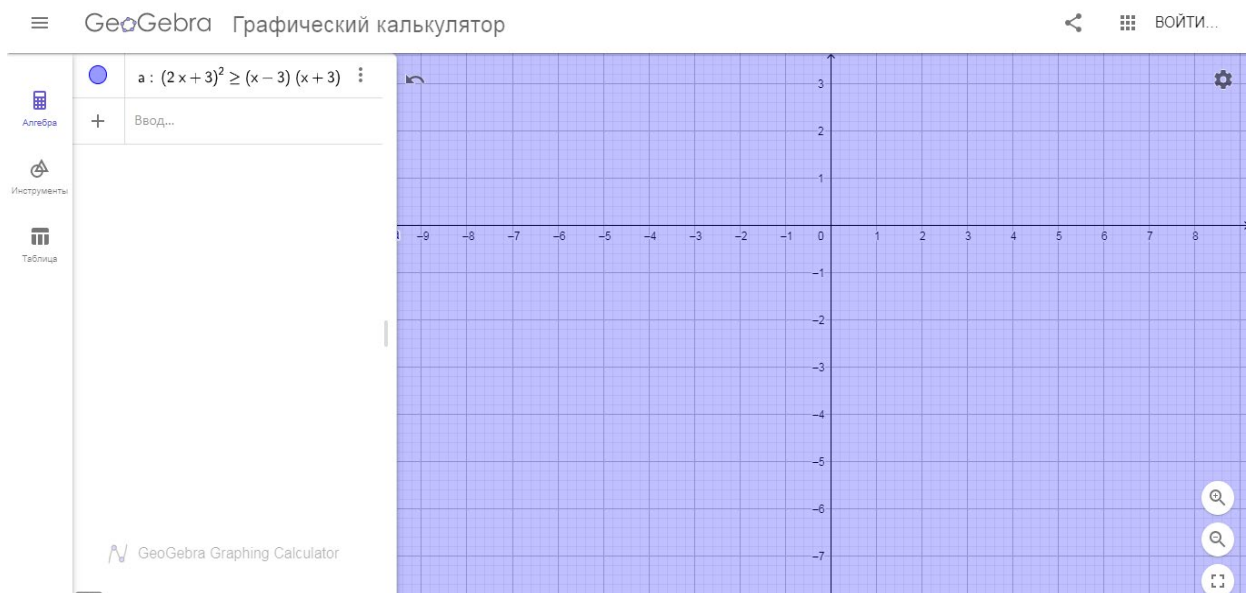 GeoGebra Графический калькулятор
ВОЙТИ...
a : (2 x + 3)² ≥ (x − 3) (x + 3)
Алгебра
Ввод...
Инструменты
Таблица
GeoGebra Graphing Calculator
3
2
1
−9 −8 −7 −6 −5 −4 −3 −2 −1 0 1 2 3 4 5 6 7 8
−1
−2
−3
−4
−5
−6
−7